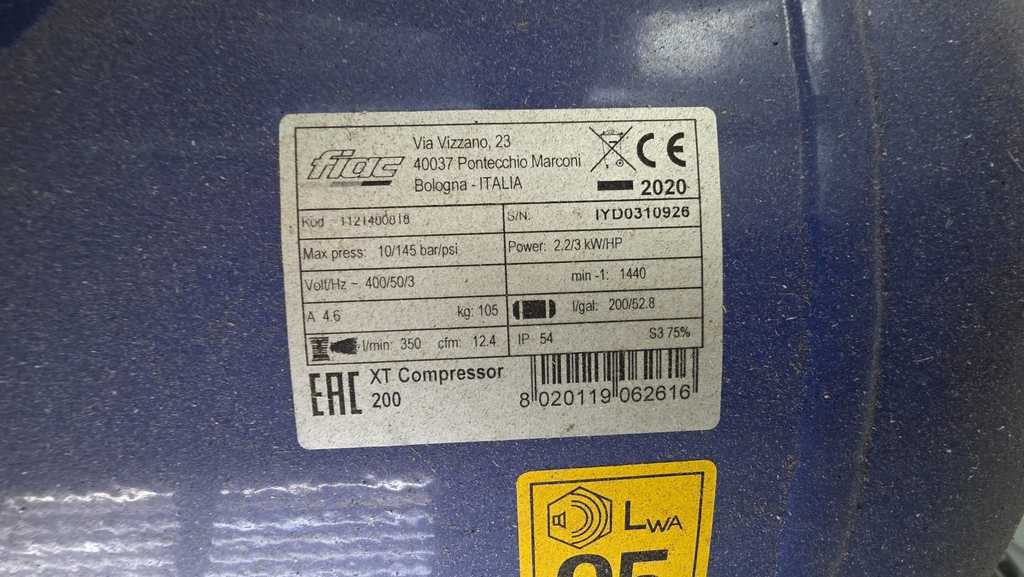 fiac
Via Vizzano, 23
40037 Pontecchio Marconi
Bologna - ITALIA
CE
2020
Kod - 1121480818
S/N: IYD0310926
Max press: 10/145 bar/psi
Power: 2.2/3 kW/HP
Volt/Hz ~ 400/50/3
min -1: 1440
A 4.6 kg: 105
l/gal: 200/52.8
l/min: 350 cfm: 12.4
IP 54 S3 75%
EAC
XT Compressor
200
8 020119 062616
LWA
95